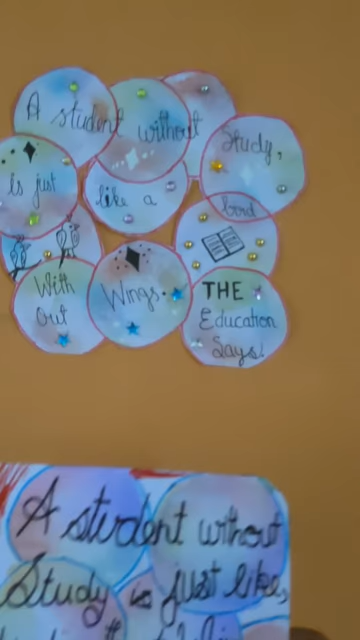 A student without
Study,
Is just like a bird
With
Out
Wings.
THE
Education
Says!
A student without
Study is just like,